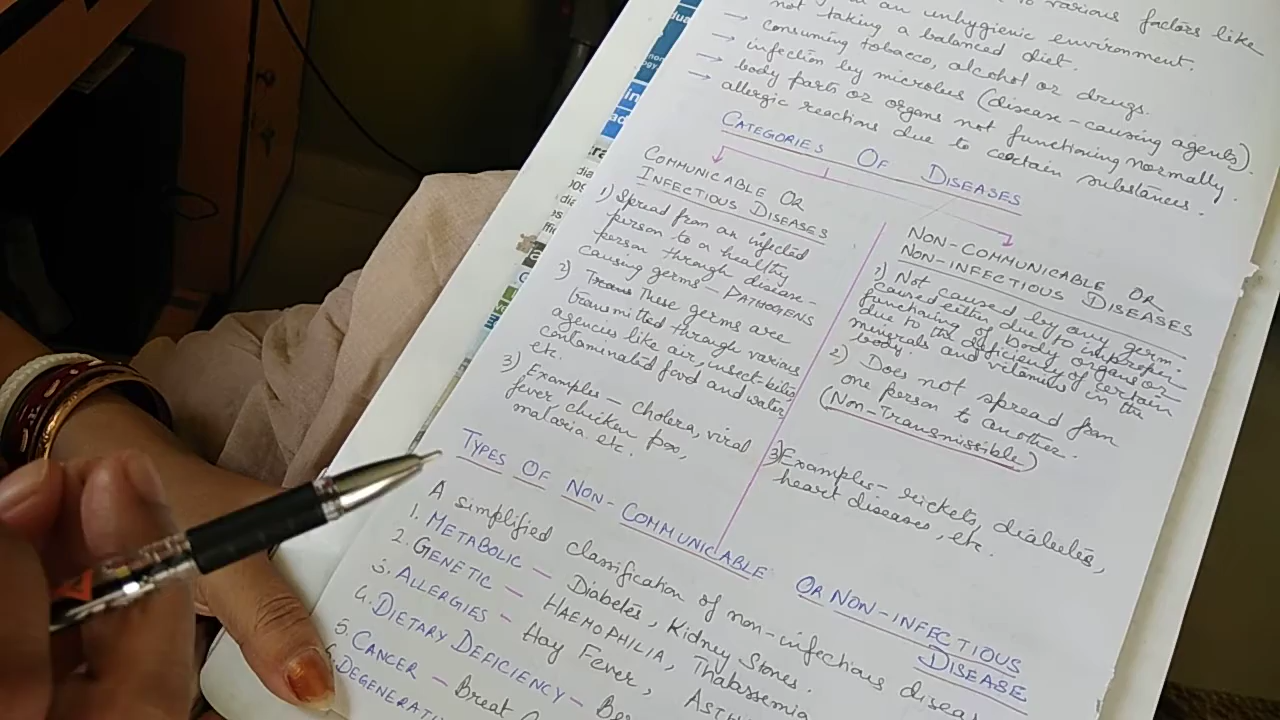 to various factors like
an unhygienic environment.
not taking a balanced diet.
→ consuming tobacco, alcohol or drugs.
→ infection by microbes (disease-causing agents).
→ body parts or organs not functioning normally.
→ allergic reactions due to certain substances.
CATEGORIES OF DISEASES
COMMUNICABLE OR
INFECTIOUS DISEASES
1) Spread from an infected
person to a healthy
person through disease-
causing germs - PATHOGENS
2) These germs are
transmitted through various
agencies like air, insect bites
contaminated food and water
etc.
3) Examples - cholera, viral
fever chicken pox,
malaria etc.
NON-COMMUNICABLE OR
NON-INFECTIOUS DISEASES
1) Not caused by any germ.
caused either due to improper
functioning of body organs or
due to the deficiency of certain
minerals and vitamins in the
body.
2) Does not spread from
one person to another.
(Non-Transmissible)
3) Examples - rickets, diabetes,
heart diseases, etc.
TYPES OF NON-COMMUNICABLE OR NON-INFECTIOUS
DISEASE
A simplified classification of non-infectious
1. METABOLIC - Diabetes, Kidney Stones.
2. GENETIC - HAEMOPHILIA, Thalassemia
3. ALLERGIES - Hay Fever,
4. DIETARY DEFICIENCY -
5. CANCER -